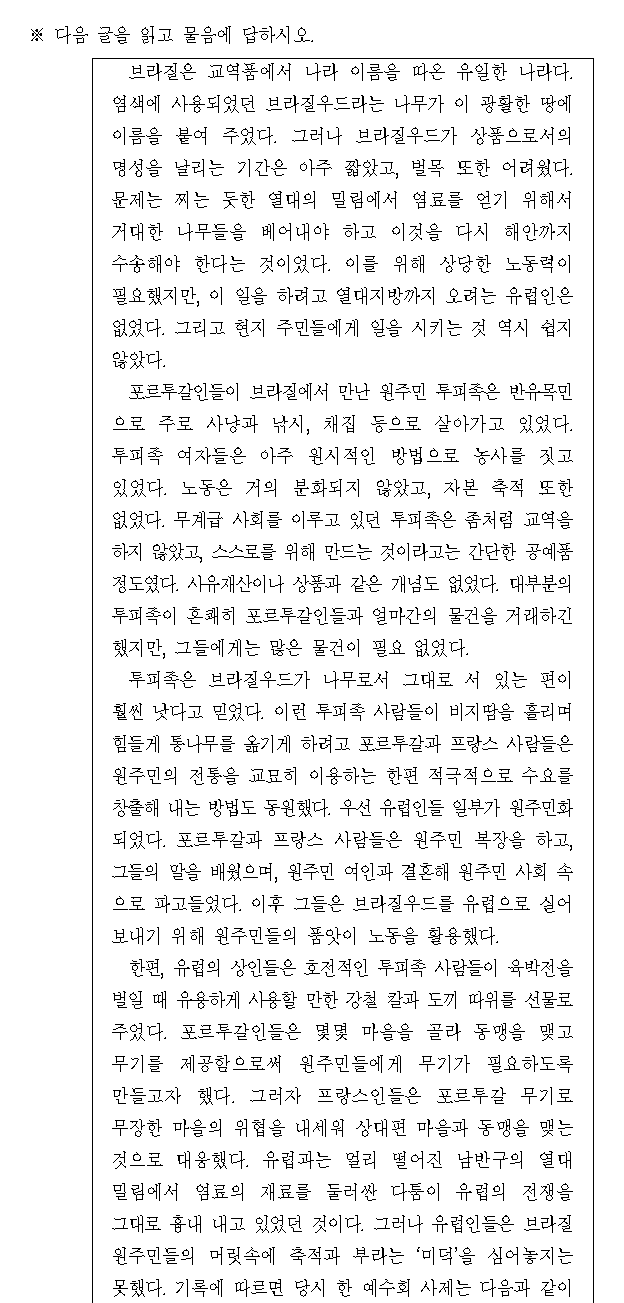 ※ 다음 글을 읽고 물음에 답하시오.
브라질은 교역품에서 나라 이름을 따온 유일한 나라다.
염색에 사용되었던 브라질우드라는 나무가 이 광활한 땅에
이름을 붙여 주었다. 그러나 브라질우드가 상품으로서의
명성을 날리는 기간은 아주 짧았고, 벌목 또한 어려웠다.
문제는 찌는 듯한 열대의 밀림에서 염료를 얻기 위해서
거대한 나무들을 베어내야 하고 이것을 다시 해안까지
수송해야 한다는 것이었다. 이를 위해 상당한 노동력이
필요했지만, 이 일을 하려고 열대지방까지 오려는 유럽인은
없었다. 그리고 현지 주민들에게 일을 시키는 것 역시 쉽지
않았다.
포르투갈인들이 브라질에서 만난 원주민 투피족은 반유목민
으로 주로 사냥과 낚시, 채집 등으로 살아가고 있었다.
투피족 여자들은 아주 원시적인 방법으로 농사를 짓고
있었다. 노동은 거의 분화되지 않았고, 자본 축적 또한
없었다. 무계급 사회를 이루고 있던 투피족은 좀처럼 교역을
하지 않았고, 스스로를 위해 만드는 것이라고는 간단한 공예품
정도였다. 사유재산이나 상품과 같은 개념도 없었다. 대부분의
투피족이 흔쾌히 포르투갈인들과 얼마간의 물건을 거래하긴
했지만, 그들에게는 많은 물건이 필요 없었다.
투피족은 브라질우드가 나무로서 그대로 서 있는 편이
훨씬 낫다고 믿었다. 이런 투피족 사람들이 비지땀을 흘리며
힘들게 통나무를 옮기게 하려고 포르투갈과 프랑스 사람들은
원주민의 전통을 교묘히 이용하는 한편 적극적으로 수요를
창출해 내는 방법도 동원했다. 우선 유럽인들 일부가 원주민화
되었다. 포르투갈과 프랑스 사람들은 원주민 복장을 하고,
그들의 말을 배웠으며, 원주민 여인과 결혼해 원주민 사회 속
으로 파고들었다. 이후 그들은 브라질우드를 유럽으로 실어
보내기 위해 원주민들의 품앗이 노동을 활용했다.
한편, 유럽의 상인들은 호전적인 투피족 사람들이 육박전을
벌일 때 유용하게 사용할 만한 강철 칼과 도끼 따위를 선물로
주었다. 포르투갈인들은 몇몇 마을을 골라 동맹을 맺고
무기를 제공함으로써 원주민들에게 무기가 필요하도록
만들고자 했다. 그러자 프랑스인들은 포르투갈 무기로
무장한 마을의 위협을 내세워 상대편 마을과 동맹을 맺는
것으로 대응했다. 유럽과는 멀리 떨어진 남반구의 열대
밀림에서 염료의 재료를 둘러싼 다툼이 유럽의 전쟁을
그대로 흉내 내고 있었던 것이다. 그러나 유럽인들은 브라질
원주민들의 머릿속에 축적과 부라는 ‘미덕’을 심어놓지는
못했다. 기록에 따르면 당시 한 예수회 사제는 다음과 같이